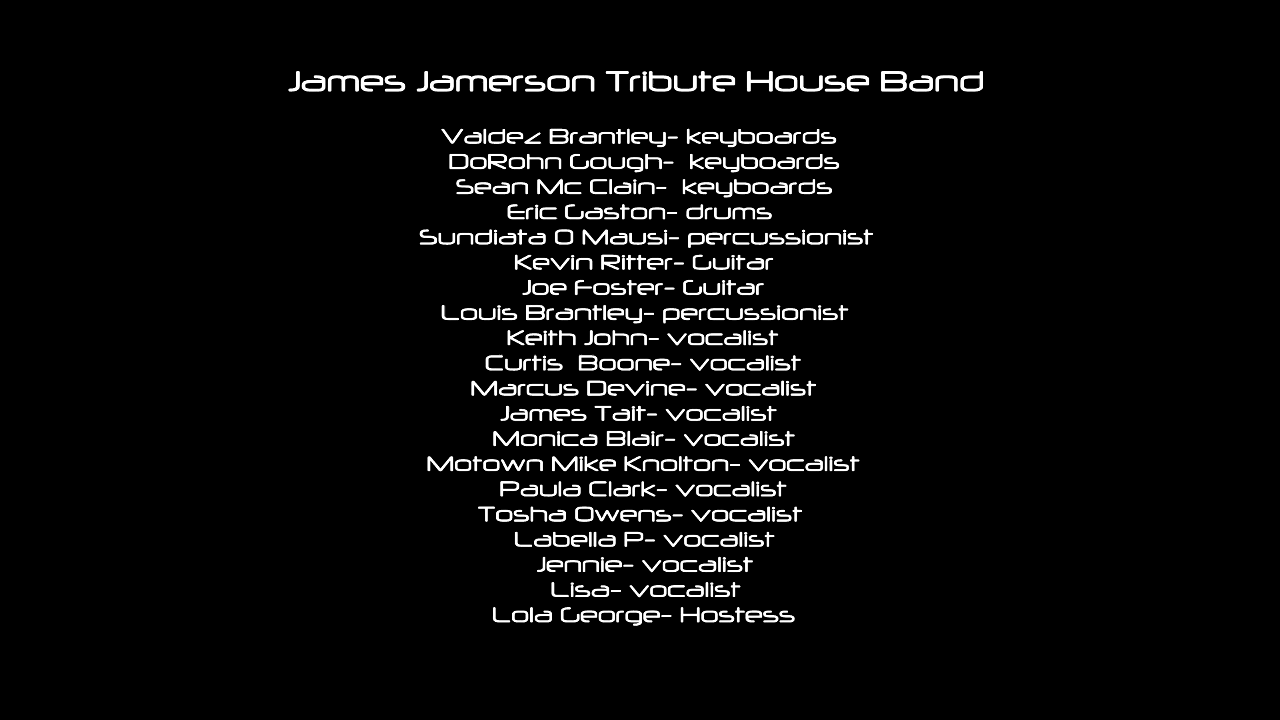 James Jamerson Tribute House Band
Valdez Brantley- keyboards
DoRohn Gough-  keyboards
Sean Mc Clain-  keyboards
Eric Gaston- drums
Sundiata O Mausi- percussionist
Kevin Ritter- Guitar
Joe Foster- Guitar
Louis Brantley- percussionist
Keith John- vocalist
Curtis  Boone- vocalist
Marcus Devine- vocalist
James Tait- vocalist
Monica Blair- vocalist
Motown Mike Knolton- vocalist
Paula Clark- vocalist
Tosha Owens- vocalist
Labella P- vocalist
Jennie- vocalist
Lisa- vocalist
Lola George- Hostess